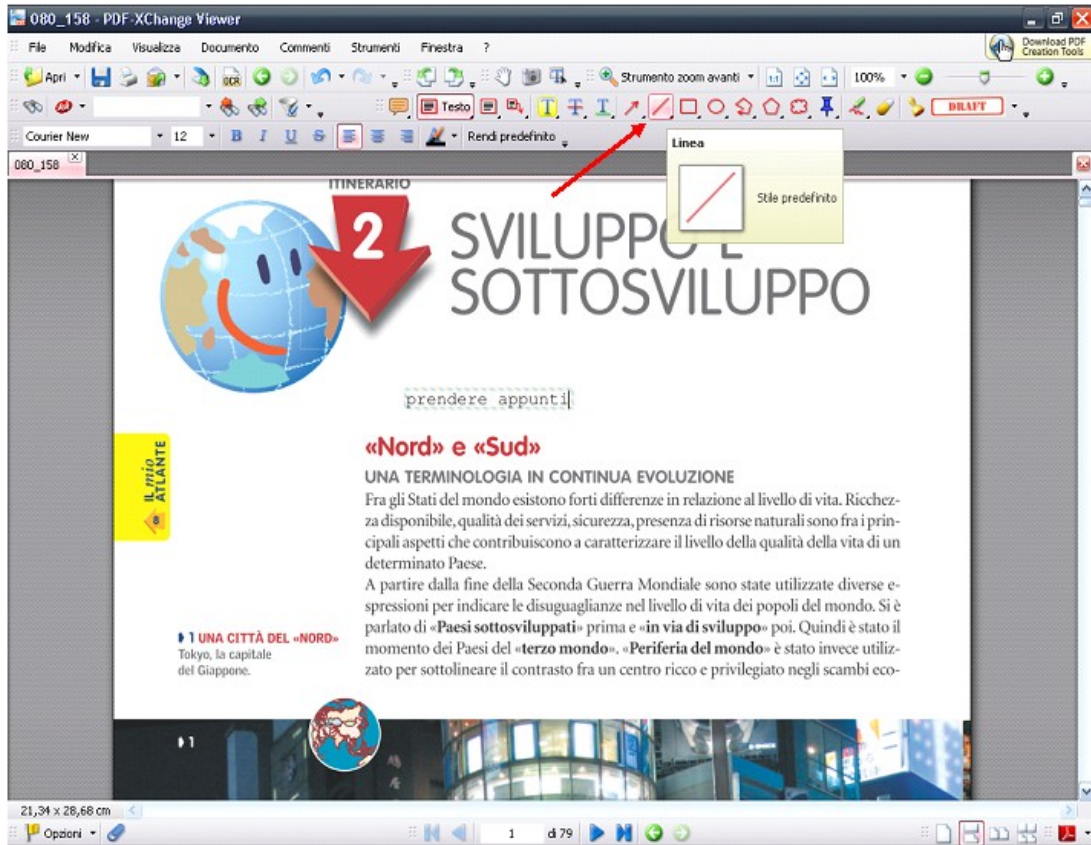 080_158 - PDF-XChange Viewer
File Modifica Visualizza Documento Commenti Strumenti Finestra ?
Download PDF
Creation Tools
Apri OCR Strumento zoom avanti 1:1 100%
Testo T T T DRAFT
Courier New 12 B I U S Rendi predefinito
Linea
Stile predefinito
080_158
ITINERARIO
2
SVILUPPO E
SOTTOSVILUPPO
prendere appunti
«Nord» e «Sud»
IL mio
ATLANTE
8
UNA TERMINOLOGIA IN CONTINUA EVOLUZIONE
Fra gli Stati del mondo esistono forti differenze in relazione al livello di vita. Ricchez-
za disponibile, qualità dei servizi, sicurezza, presenza di risorse naturali sono fra i prin-
cipali aspetti che contribuiscono a caratterizzare il livello della qualità della vita di un
determinato Paese.
A partire dalla fine della Seconda Guerra Mondiale sono state utilizzate diverse e-
spressioni per indicare le disuguaglianze nel livello di vita dei popoli del mondo. Si è
parlato di «Paesi sottosviluppati» prima e «in via di sviluppo» poi. Quindi è stato il
momento dei Paesi del «terzo mondo». «Periferia del mondo» è stato invece utiliz-
zato per sottolineare il contrasto fra un centro ricco e privilegiato negli scambi eco-
1 UNA CITTÀ DEL «NORD»
Tokyo, la capitale
del Giappone.
1
21,34 x 28,68 cm
Opzioni 1 di 79